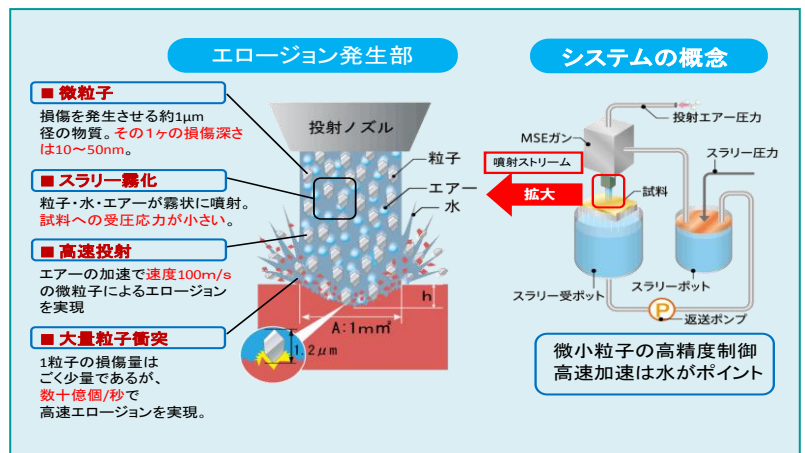 エロージョン発生部
システムの概念
■ 微粒子
損傷を発生させる約1μm
径の物質。その1ヶの損傷深さ
は10～50nm。
■ スラリー霧化
粒子・水・エアーが霧状に噴射。
試料への受圧応力が小さい。
■ 高速投射
エアーの加速で速度100m/s
の微粒子によるエロージョン
を実現
■ 大量粒子衝突
1粒子の損傷量は
ごく少量であるが、
数十億個/秒で
高速エロージョンを実現。
投射ノズル
粒子
エアー
水
h
A:1mm²
1.2μm
投射エアー圧力
MSEガン
スラリー圧力
噴射ストリーム
拡大
試料
スラリー受ポット
スラリーポット
P
返送ポンプ
微小粒子の高精度制御
高速加速は水がポイント